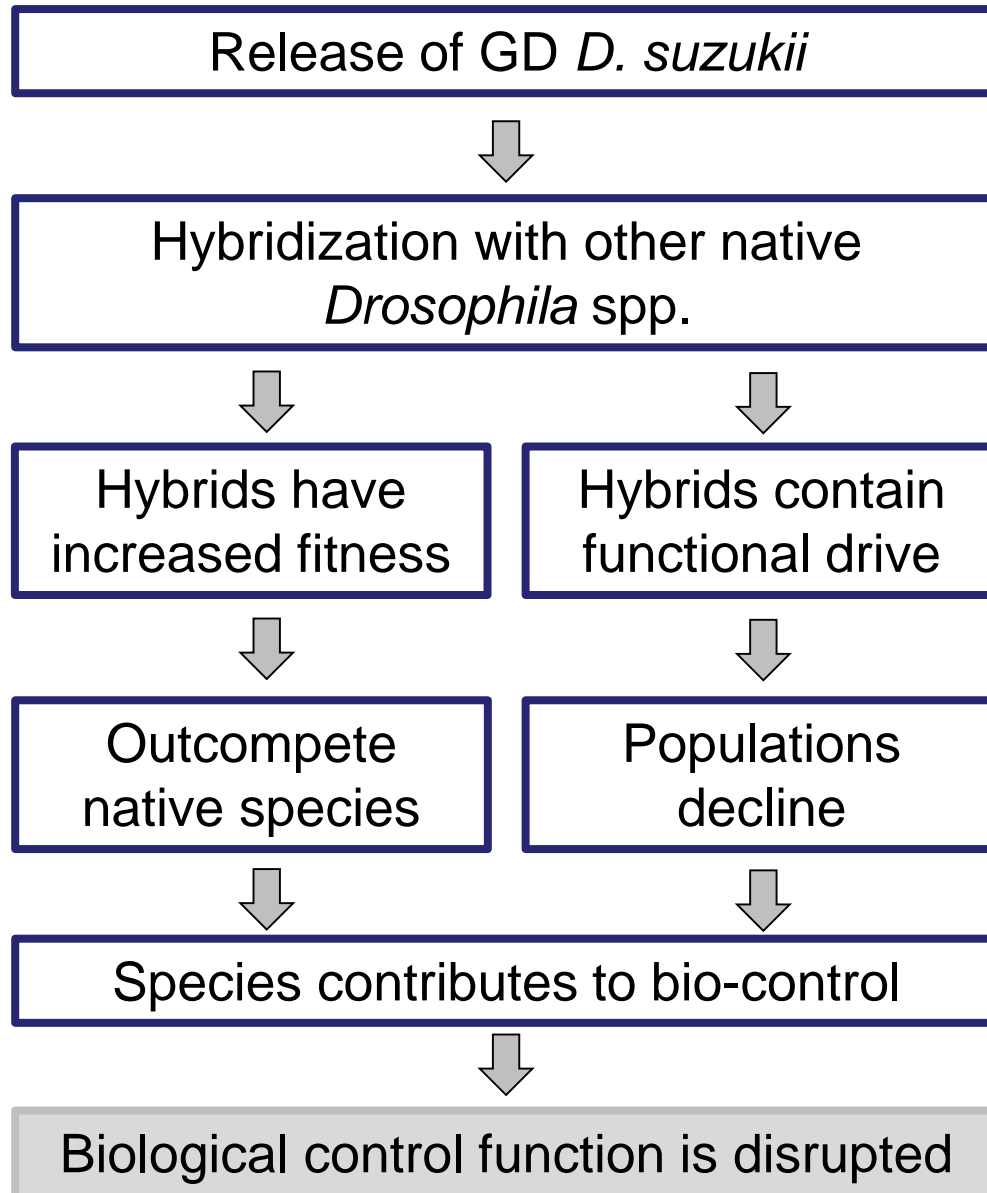 Release of GD D. suzukii
Hybridization with other native
Drosophila spp.
Hybrids have
increased fitness
Hybrids contain
functional drive
Outcompete
native species
Populations
decline
Species contributes to bio-control
Biological control function is disrupted